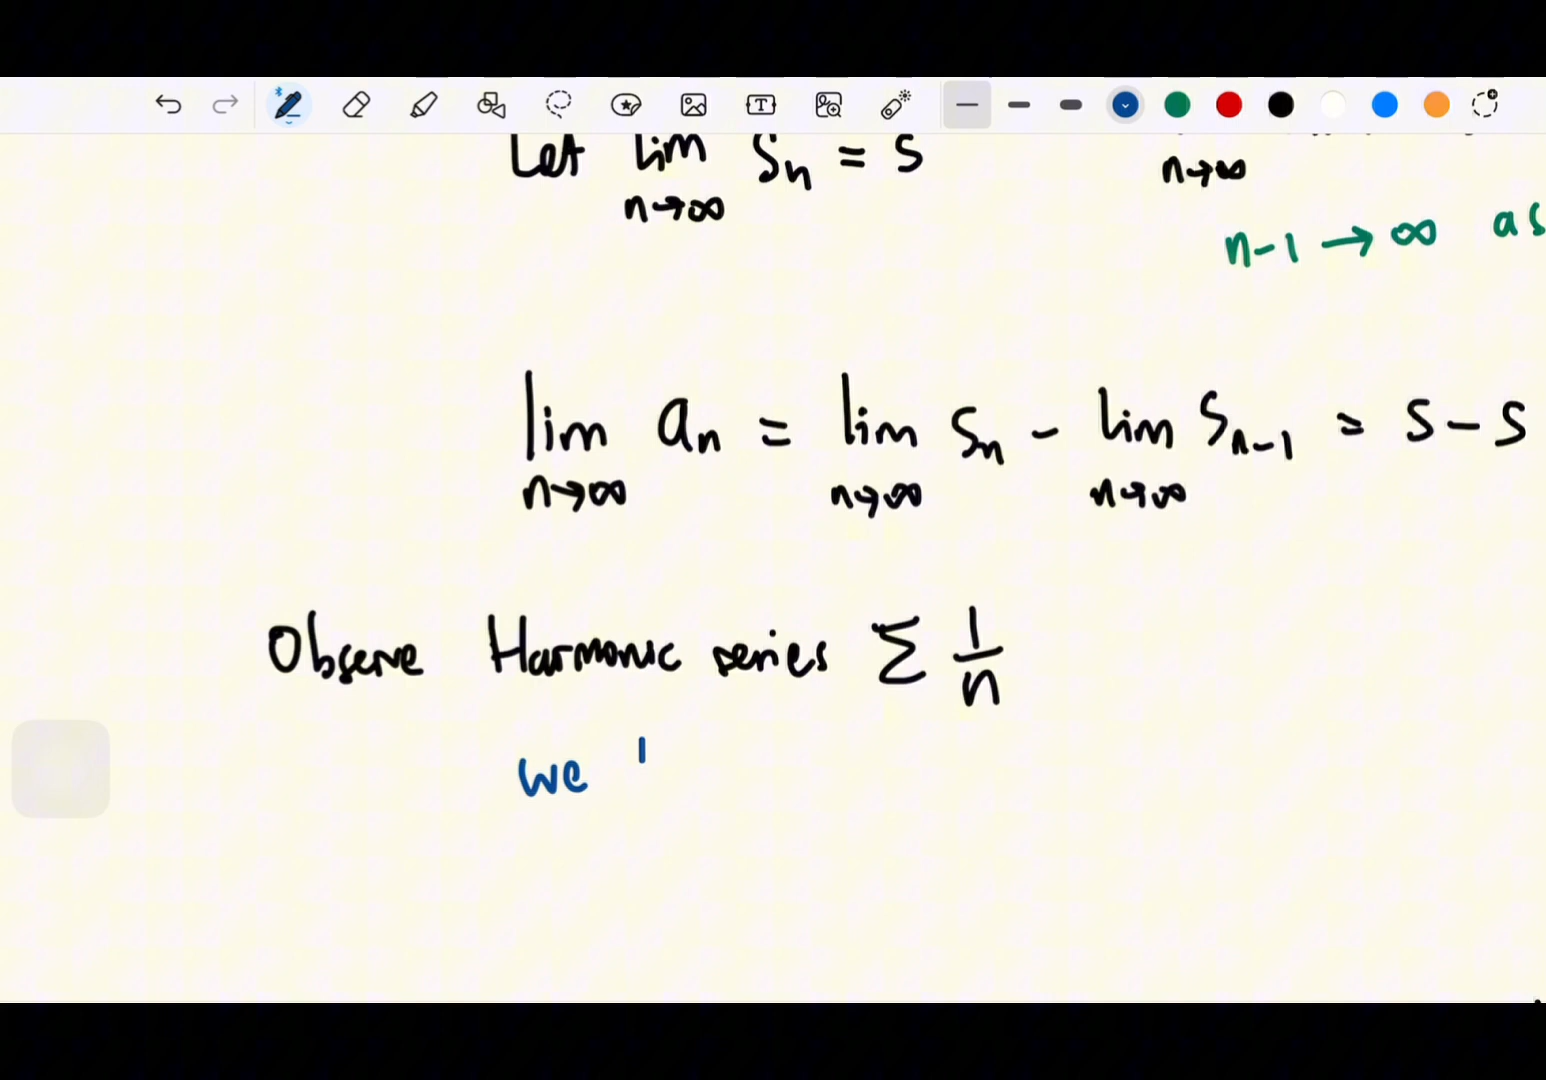 Let lim Sn = S
n→∞
n→∞
n-1 → ∞ as
lim an = lim Sn - lim Sn-1 = S - S
n→∞ n→∞ n→∞
Observe Harmonic series Σ 1/n
we